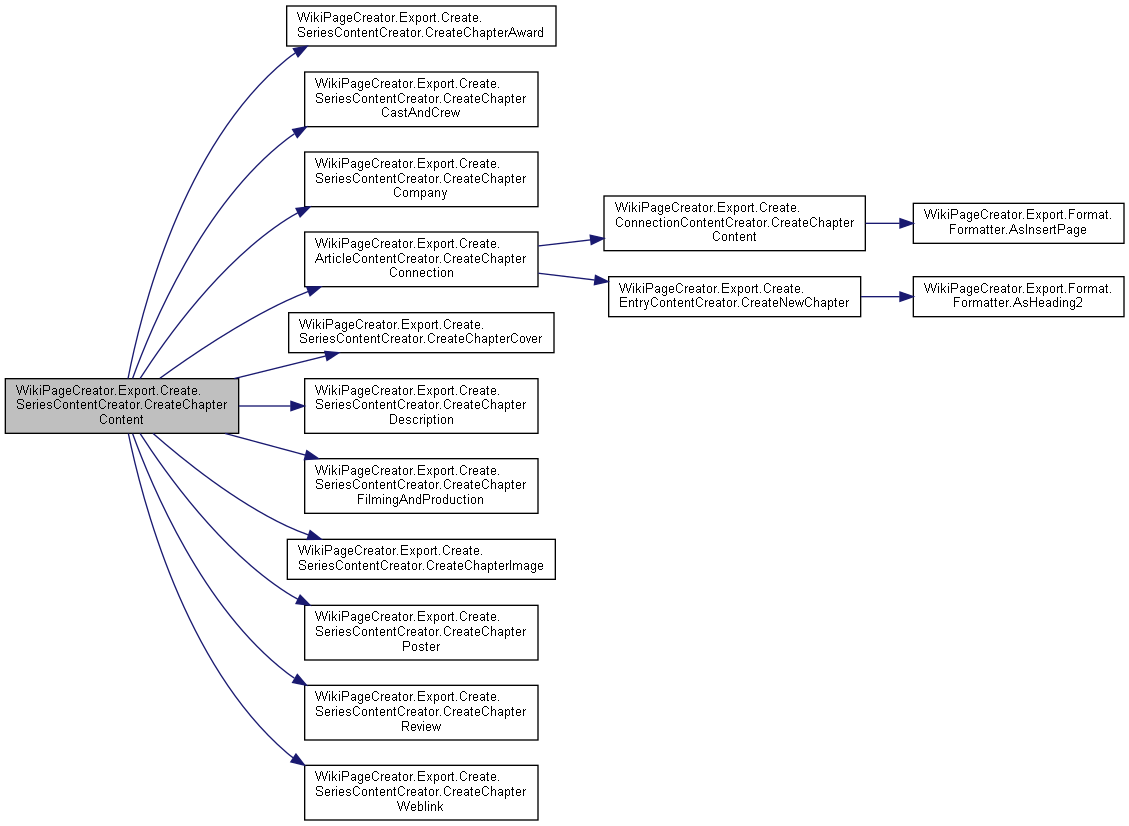 WikiPageCreator.Export.Create.
SeriesContentCreator.CreateChapterAward
WikiPageCreator.Export.Create.
SeriesContentCreator.CreateChapter
CastAndCrew
WikiPageCreator.Export.Create.
SeriesContentCreator.CreateChapter
Company
WikiPageCreator.Export.Create.
ArticleContentCreator.CreateChapter
Connection
WikiPageCreator.Export.Create.
ConnectionContentCreator.CreateChapter
Content
WikiPageCreator.Export.Format.
Formatter.AsInsertPage
WikiPageCreator.Export.Create.
EntryContentCreator.CreateNewChapter
WikiPageCreator.Export.Format.
Formatter.AsHeading2
WikiPageCreator.Export.Create.
SeriesContentCreator.CreateChapterCover
WikiPageCreator.Export.Create.
SeriesContentCreator.CreateChapter
Content
WikiPageCreator.Export.Create.
SeriesContentCreator.CreateChapter
Description
WikiPageCreator.Export.Create.
SeriesContentCreator.CreateChapter
FilmingAndProduction
WikiPageCreator.Export.Create.
SeriesContentCreator.CreateChapterImage
WikiPageCreator.Export.Create.
SeriesContentCreator.CreateChapter
Poster
WikiPageCreator.Export.Create.
SeriesContentCreator.CreateChapter
Review
WikiPageCreator.Export.Create.
SeriesContentCreator.CreateChapter
Weblink